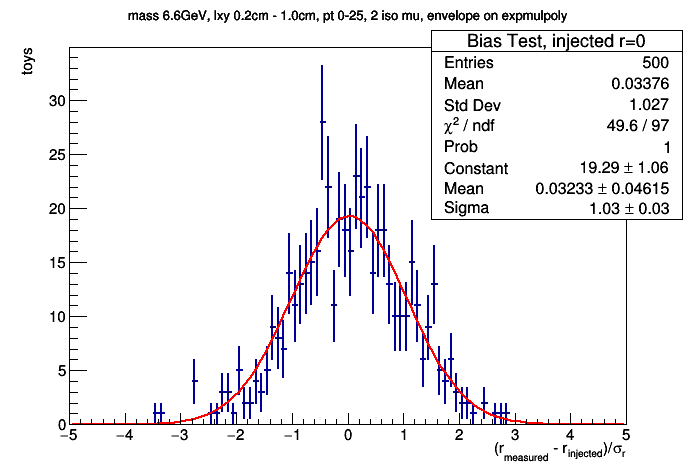 mass 6.6GeV, lxy 0.2cm - 1.0cm, pt 0-25, 2 iso mu, envelope on expmulpoly
Bias Test, injected r=0
Entries 500
Mean 0.03376
Std Dev 1.027
χ² / ndf 49.6 / 97
Prob 1
Constant 19.29 ± 1.06
Mean 0.03233 ± 0.04615
Sigma 1.03 ± 0.03
toys
30
25
20
15
10
5
0
−5 −4 −3 −2 −1 0 1 2 3 4 5
(r_measured - r_injected)/σ_r